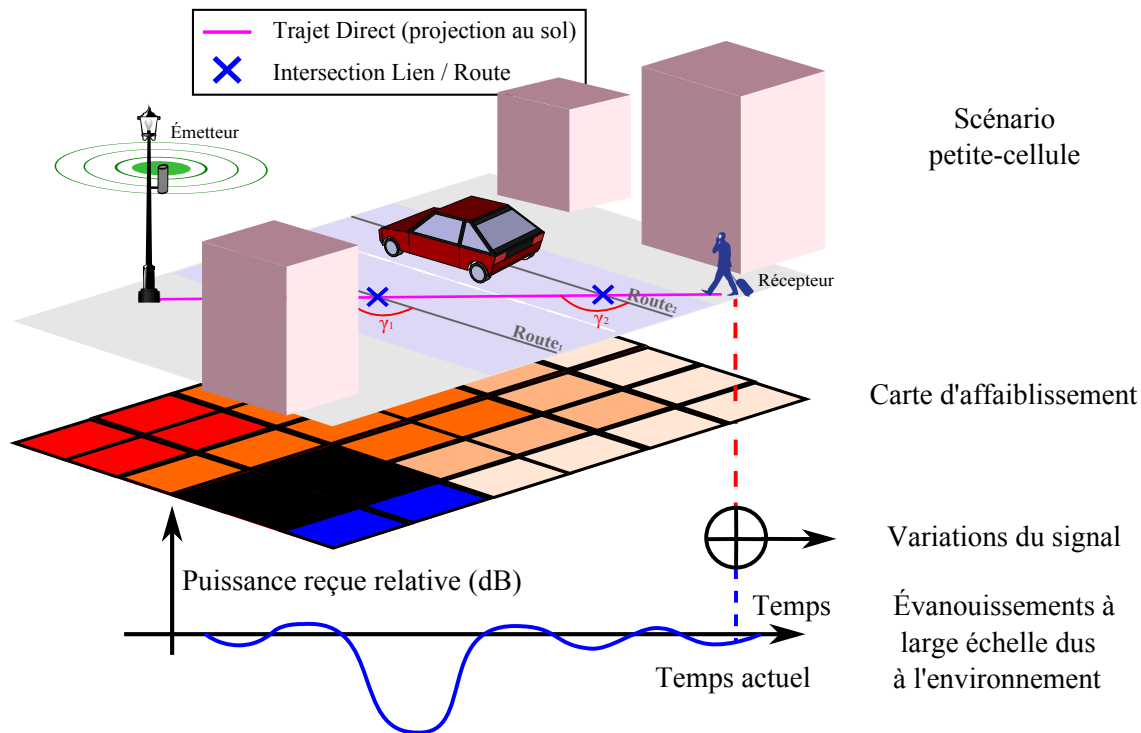 Trajet Direct (projection au sol)
Intersection Lien / Route
Émetteur
Scénario
petite-cellule
Récepteur
Route₂
γ₁
γ₂
Route₁
Carte d'affaiblissement
Variations du signal
Puissance reçue relative (dB)
Temps
Temps actuel
Évanouissements à
large échelle dus
à l'environnement